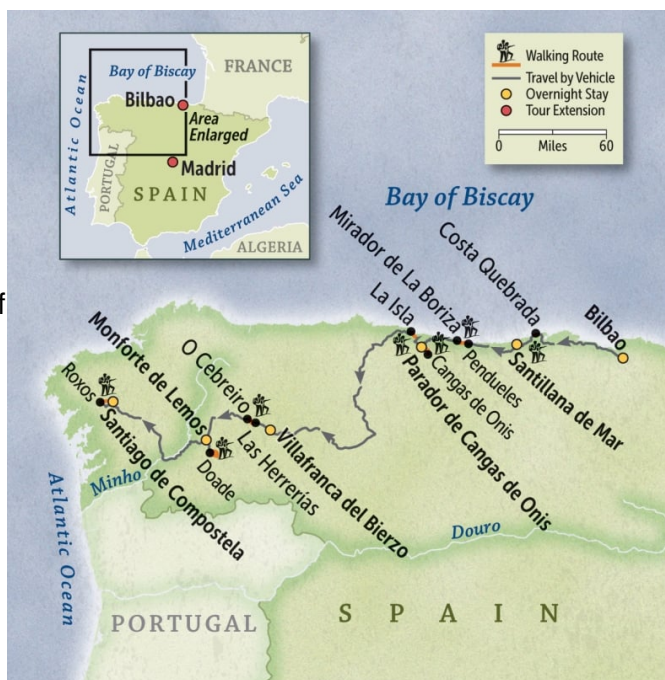 Atlantic Ocean
Bay of Biscay
FRANCE
Bilbao
Area
Enlarged
PORTUGAL
Madrid
SPAIN
Mediterranean Sea
ALGERIA
Walking Route
Travel by Vehicle
Overnight Stay
Tour Extension
0 Miles 60
Bay of Biscay
f
Mirador de La Boriza
Costa Quebrada
La Isla
Bilbao
Monforte de Lemos
O Cebreiro
Roxos
Pendueles
Santillana de Mar
Cangas de Onis
Parador de Cangas de Onis
Villafranca del Bierzo
Las Herrerías
Doade
Santiago de Compostela
Minho
Atlantic Ocean
Douro
PORTUGAL
SPAIN